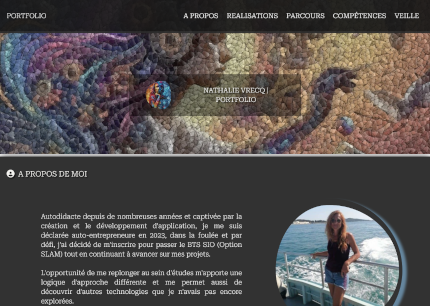 PORTFOLIO
A PROPOS REALISATIONS PARCOURS COMPÉTENCES VEILLE
NATHALIE VRECQ |
PORTFOLIO
A PROPOS DE MOI
Autodidacte depuis de nombreuses années et captivée par la
création et le développement d'application, je me suis
déclarée auto-entrepreneure en 2023, dans la foulée et par
défi, j'ai décidé de m'inscrire pour passer le BTS SIO (Option
SLAM) tout en continuant à avancer sur mes projets.
L'opportunité de me replonger au sein d'études m'apporte une
logique d'approche différente et me permet aussi de
découvrir d'autres technologies que je n'avais pas encore
explorées.